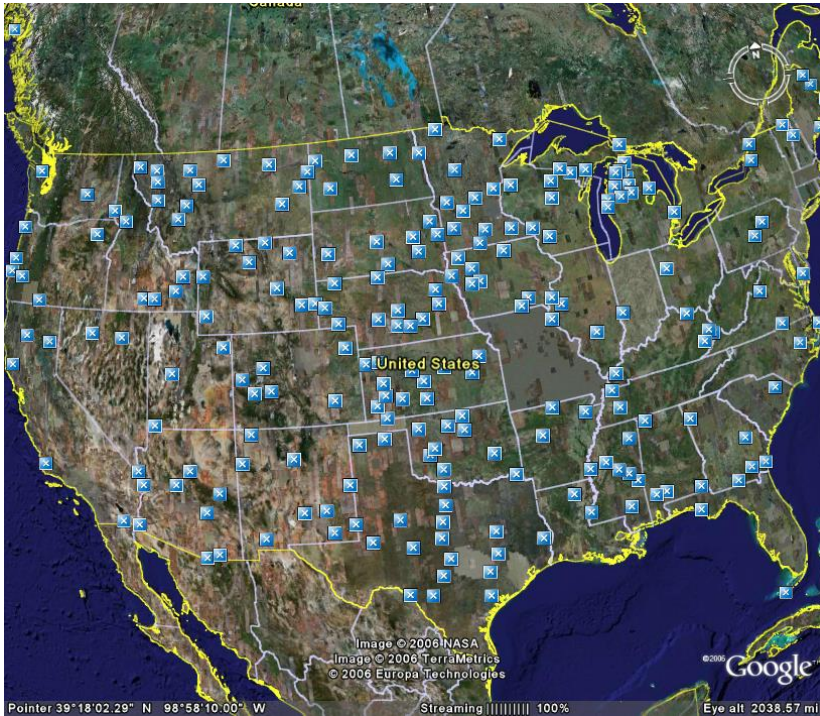 Canada
N
United States
Image © 2006 NASA
Image © 2006 TerraMetrics
© 2006 Europa Technologies
©2006 Google
Pointer 39°18'02.29" N 98°58'10.00" W Streaming |||||||||| 100% Eye alt 2038.57 mi